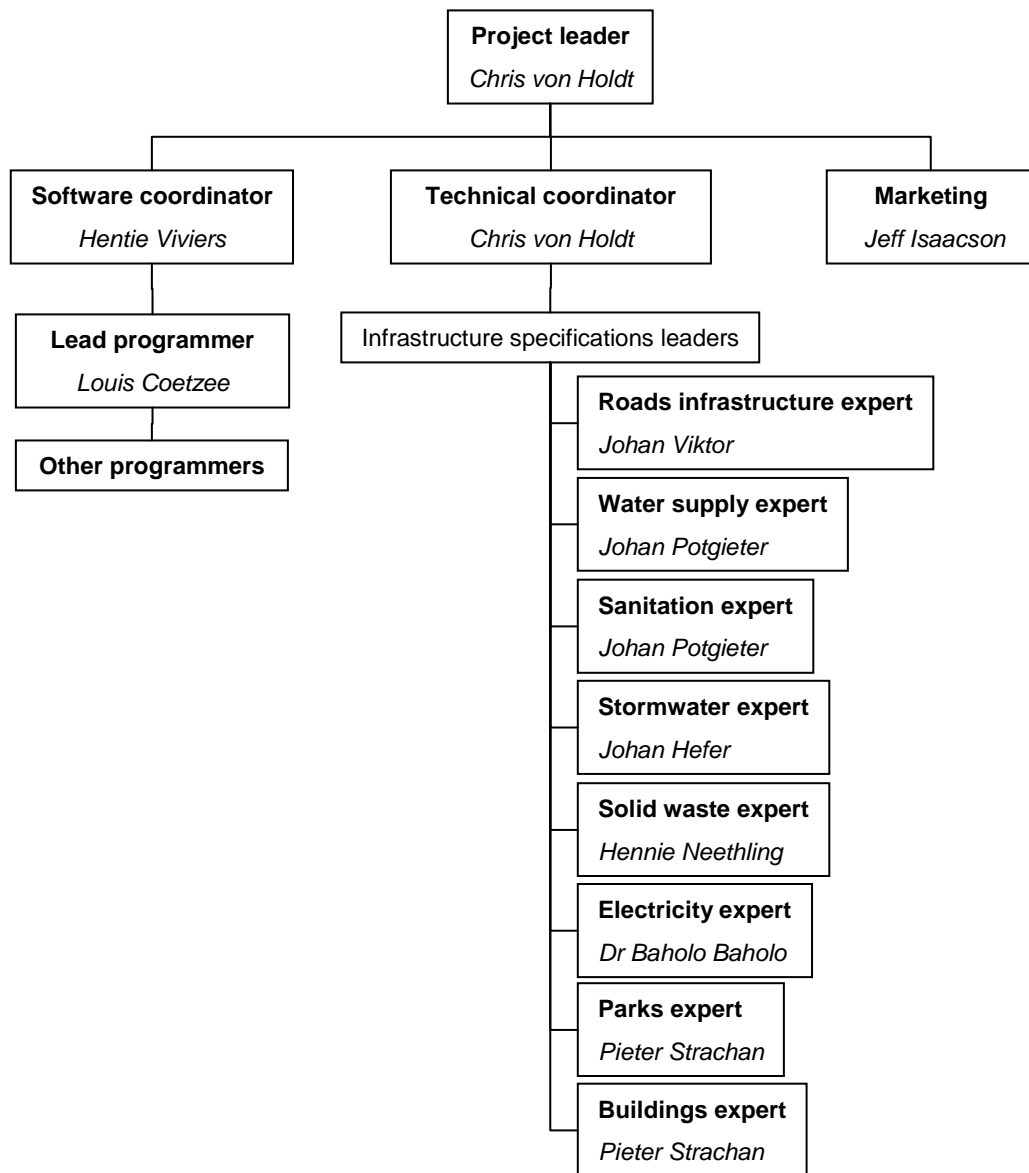 Project leader
Chris von Holdt
Software coordinator
Hentie Viviers
Technical coordinator
Chris von Holdt
Marketing
Jeff Isaacson
Lead programmer
Louis Coetzee
Other programmers
Infrastructure specifications leaders
Roads infrastructure expert
Johan Viktor
Water supply expert
Johan Potgieter
Sanitation expert
Johan Potgieter
Stormwater expert
Johan Hefer
Solid waste expert
Hennie Neethling
Electricity expert
Dr Baholo Baholo
Parks expert
Pieter Strachan
Buildings expert
Pieter Strachan